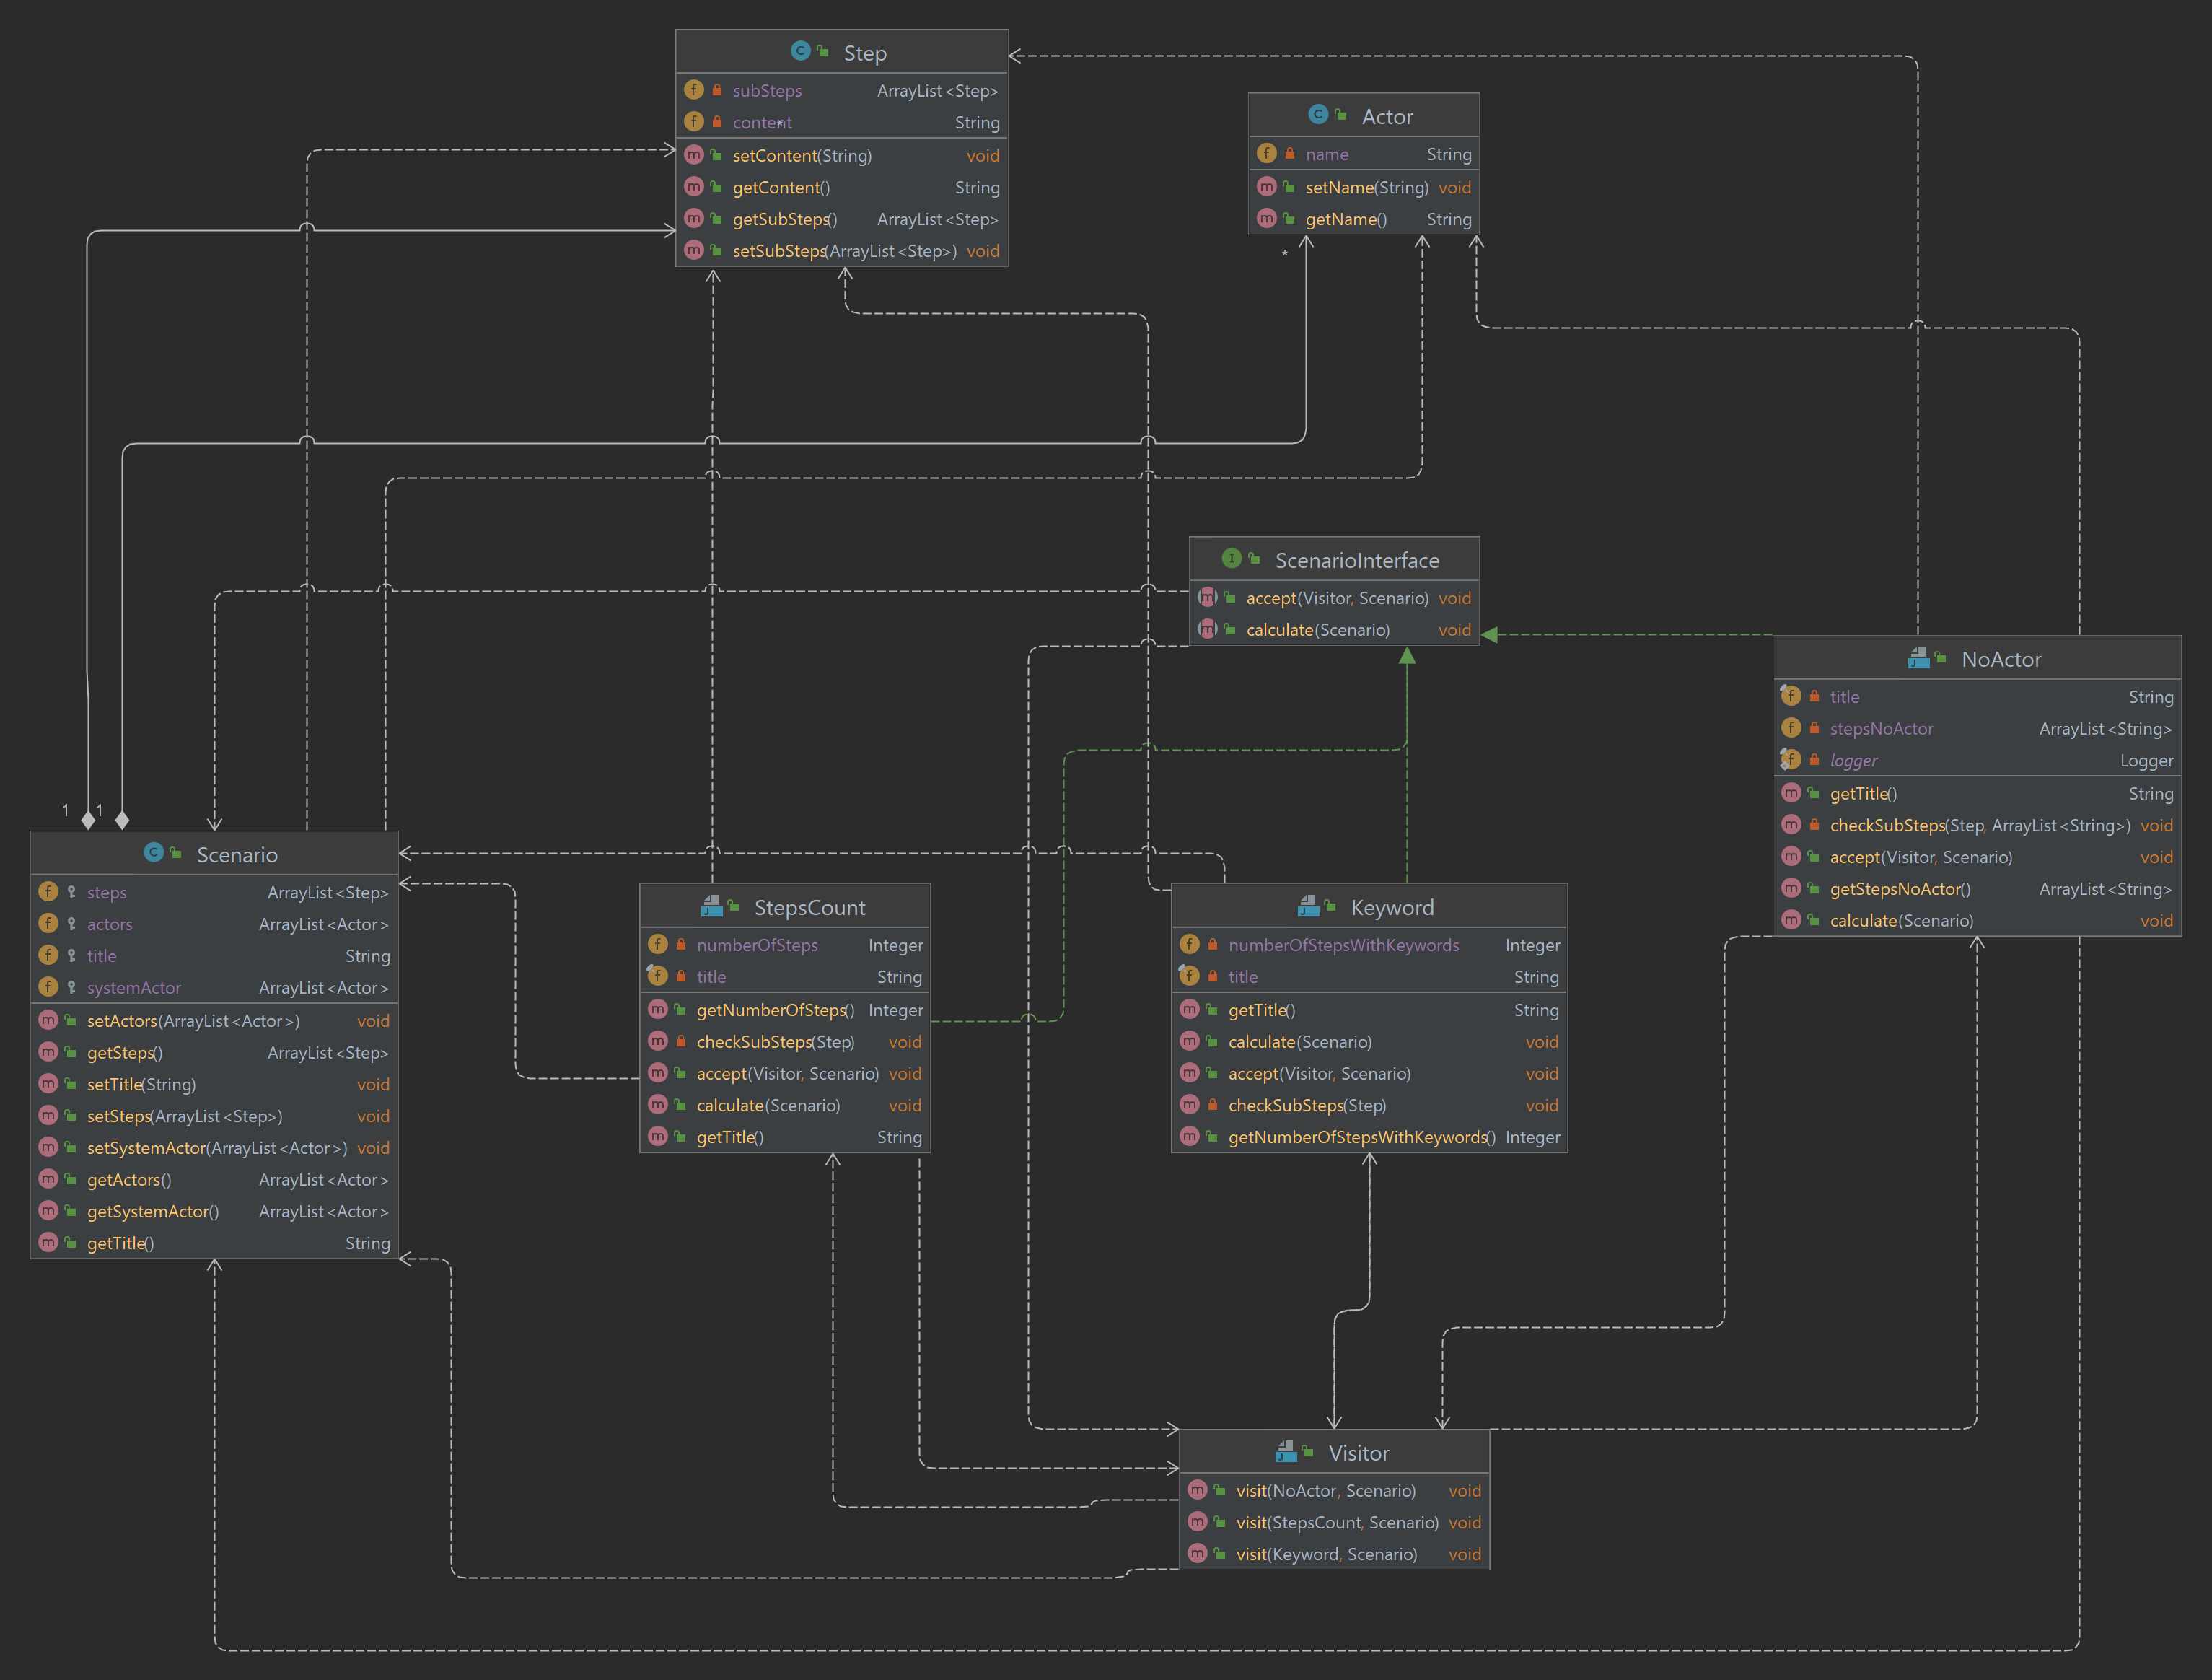 Step
subSteps ArrayList<Step>
content String
*
setContent(String) void
getContent() String
getSubSteps() ArrayList<Step>
setSubSteps(ArrayList<Step>) void
Actor
name String
setName(String) void
getName() String
*
ScenarioInterface
accept(Visitor, Scenario) void
calculate(Scenario) void
NoActor
title String
stepsNoActor ArrayList<String>
logger Logger
getTitle() String
checkSubSteps(Step, ArrayList<String>) void
accept(Visitor, Scenario) void
getStepsNoActor() ArrayList<String>
calculate(Scenario) void
1 1
Scenario
steps ArrayList<Step>
actors ArrayList<Actor>
title String
systemActor ArrayList<Actor>
setActors(ArrayList<Actor>) void
getSteps() ArrayList<Step>
setTitle(String) void
setSteps(ArrayList<Step>) void
setSystemActor(ArrayList<Actor>) void
getActors() ArrayList<Actor>
getSystemActor() ArrayList<Actor>
getTitle() String
StepsCount
numberOfSteps Integer
title String
getNumberOfSteps() Integer
checkSubSteps(Step) void
accept(Visitor, Scenario) void
calculate(Scenario) void
getTitle() String
Keyword
numberOfStepsWithKeywords Integer
title String
getTitle() String
calculate(Scenario) void
accept(Visitor, Scenario) void
checkSubSteps(Step) void
getNumberOfStepsWithKeywords() Integer
Visitor
visit(NoActor, Scenario) void
visit(StepsCount, Scenario) void
visit(Keyword, Scenario) void